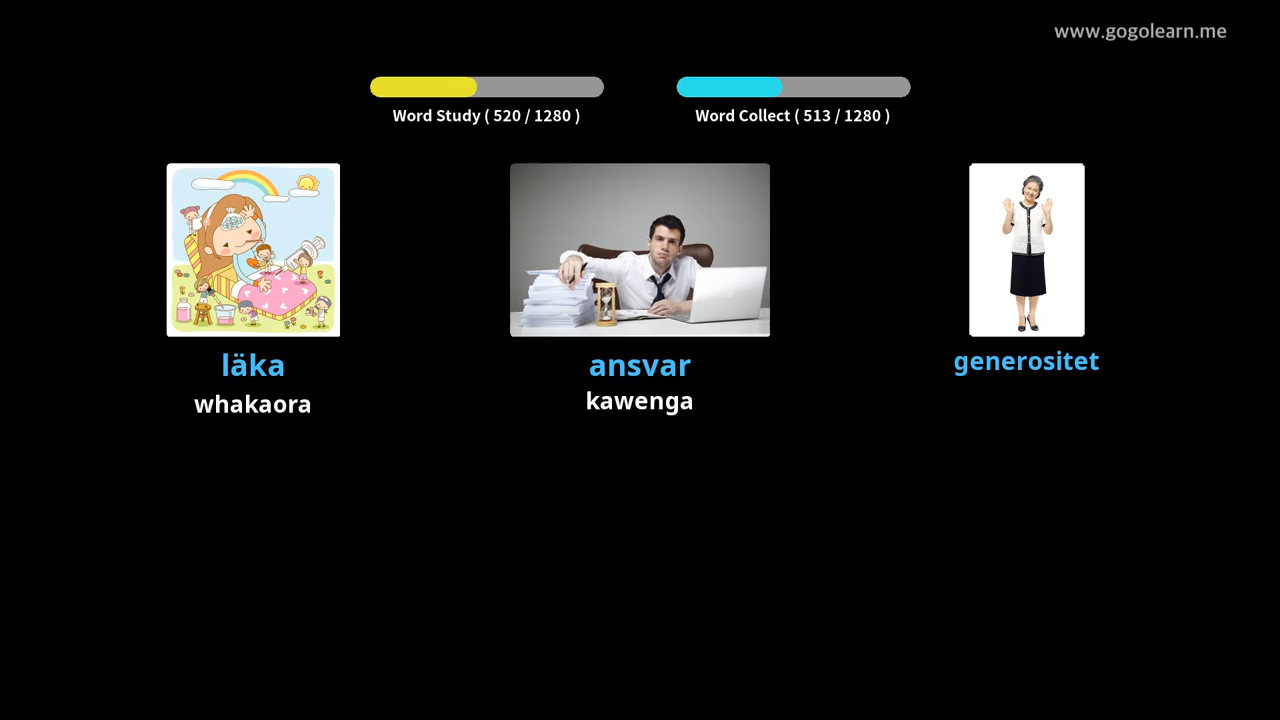 www.gogolearn.me
Word Study ( 520 / 1280 )
Word Collect ( 513 / 1280 )
läka
whakaora
ansvar
kawenga
generositet